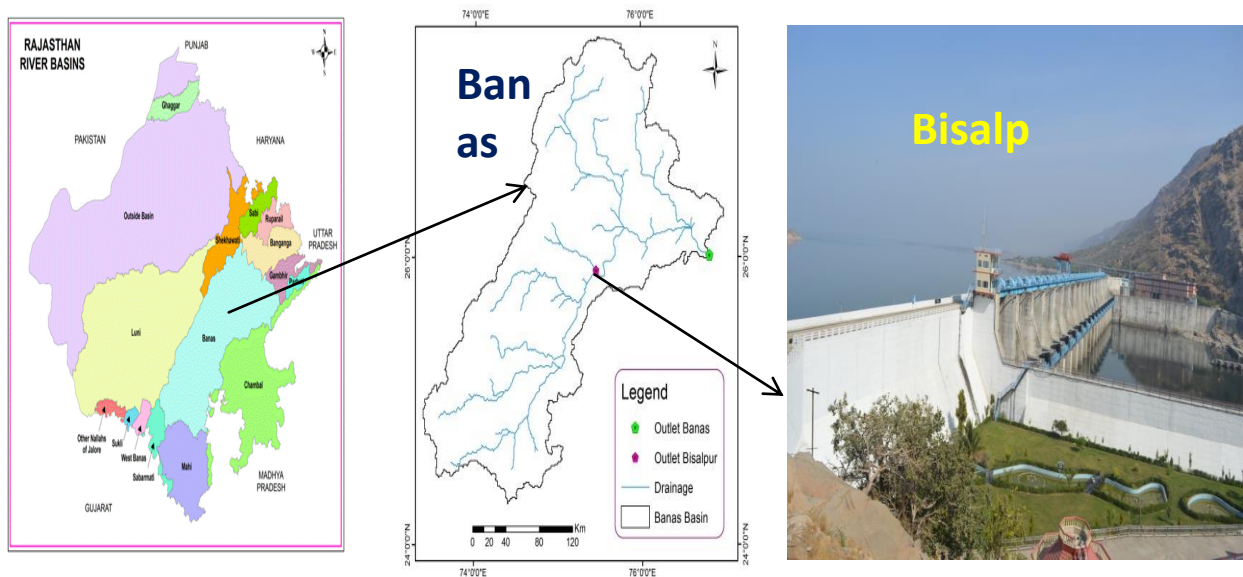 RAJASTHAN
RIVER BASINS
PUNJAB
N
W
E
S
Ghaggar
PAKISTAN
HARYANA
Outside Basin
Sabi
Ruparail
Shekhawati
Banganga
UTTAR
PRADESH
Gambhir
Luni
Banas
Chambal
Other Nallahs
of Jalore
Sukli
West Banas
Sabarmati
Mahi
MADHYA
PRADESH
GUJARAT
74°0'0"E
76°0'0"E
Ban
as
N
26°0'0"N
26°0'0"N
Legend
Outlet Banas
Outlet Bisalpur
Drainage
Banas Basin
Km
0 20 40 80 120
24°0'0"N
24°0'0"N
74°0'0"E
76°0'0"E
Bisalp